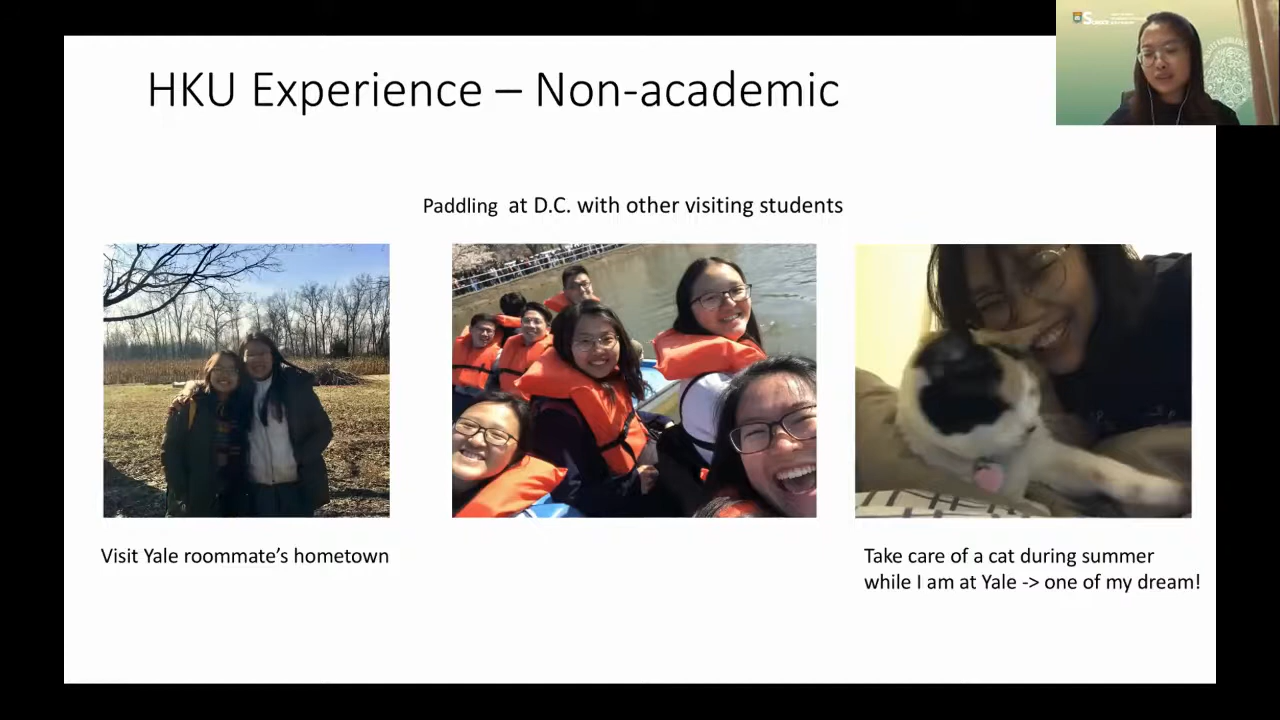 HKU Experience – Non-academic
Paddling at D.C. with other visiting students
Visit Yale roommate’s hometown
Take care of a cat during summer
while I am at Yale -> one of my dream!